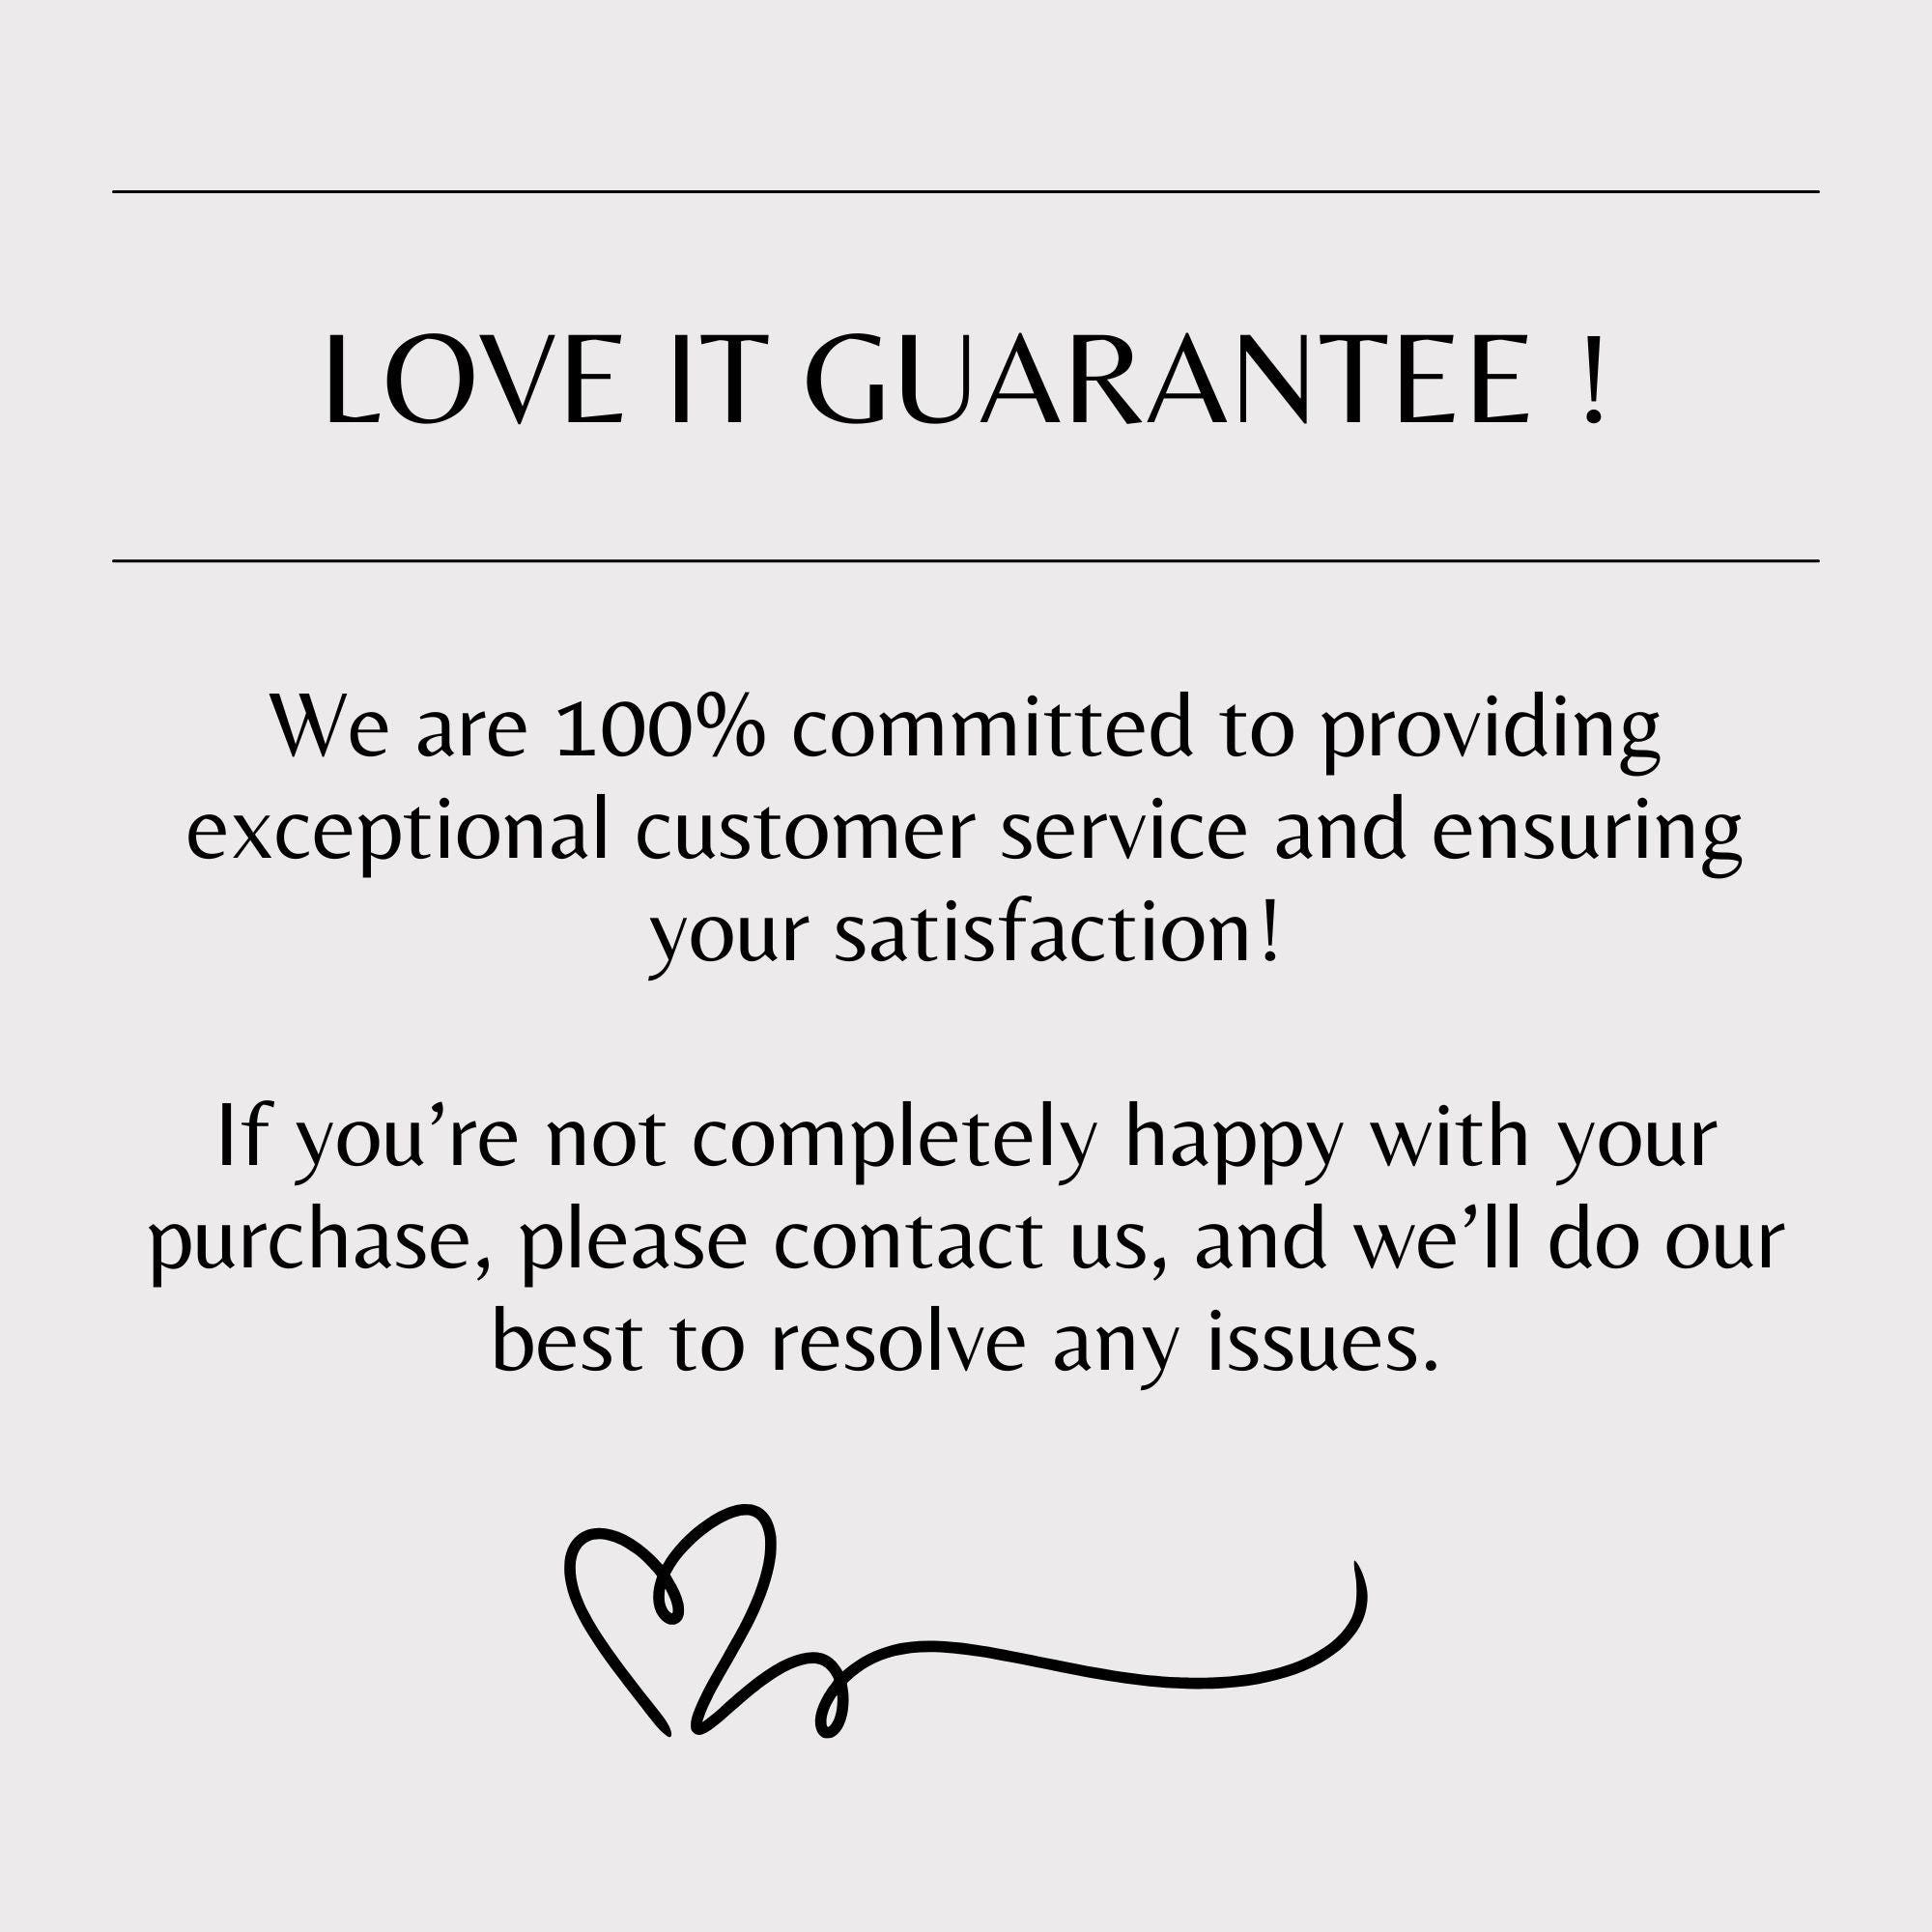 LOVE IT GUARANTEE !
We are 100% committed to providing
exceptional customer service and ensuring
your satisfaction!
If you’re not completely happy with your
purchase, please contact us, and we’ll do our
best to resolve any issues.